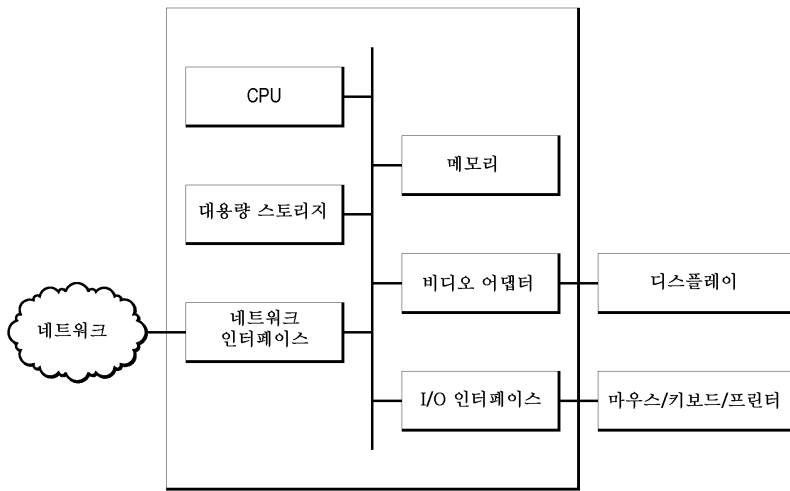 CPU
메모리
대용량 스토리지
비디오 어댑터
디스플레이
네트워크
네트워크
인터페이스
I/O 인터페이스
마우스/키보드/프린터